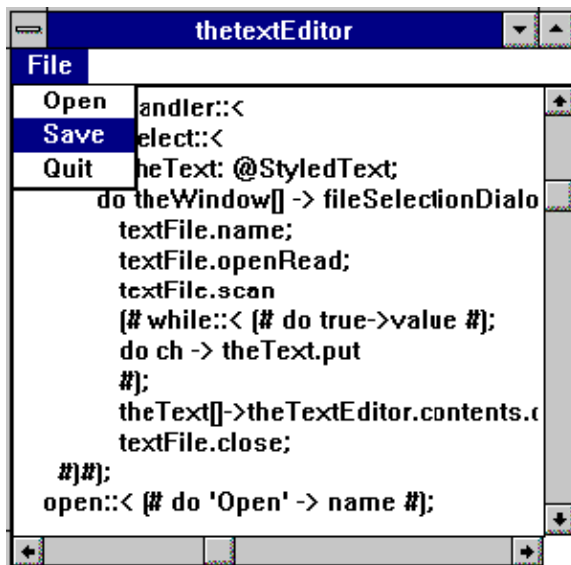 thetextEditor
File
Open
Save
Quit
andler::<
elect::<
heText: @StyledText;
do theWindow[] -> fileSelectionDialo
textFile.name;
textFile.openRead;
textFile.scan
(# while::< (# do true->value #);
do ch -> theText.put
#);
theText[]->theTextEditor.contents.c
textFile.close;
#)#);
open::< (# do 'Open' -> name #);